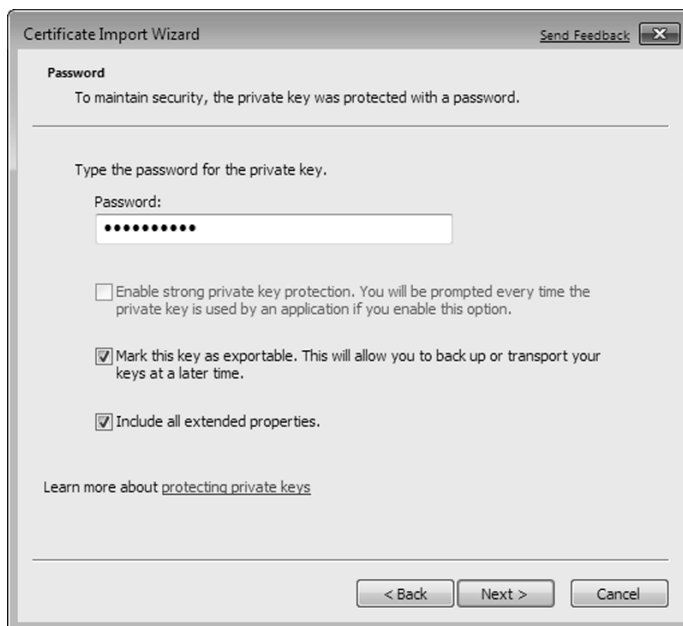 Certificate Import Wizard
Send Feedback
Password
To maintain security, the private key was protected with a password.
Type the password for the private key.
Password:
••••••••••
Enable strong private key protection. You will be prompted every time the
private key is used by an application if you enable this option.
Mark this key as exportable. This will allow you to back up or transport your
keys at a later time.
Include all extended properties.
Learn more about protecting private keys
< Back Next > Cancel